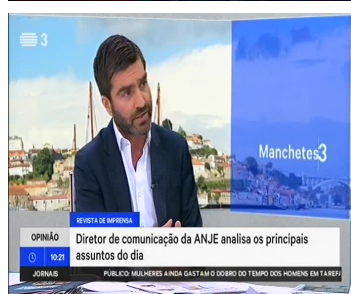 3
Manchetes3
REVISTA DE IMPRENSA
OPINIÃO
Diretor de comunicação da ANJE analisa os principais
assuntos do dia
10:21
JORNAIS
PÚBLICO: MULHERES AINDA GASTAM O DOBRO DO TEMPO DOS HOMENS EM TAREFA